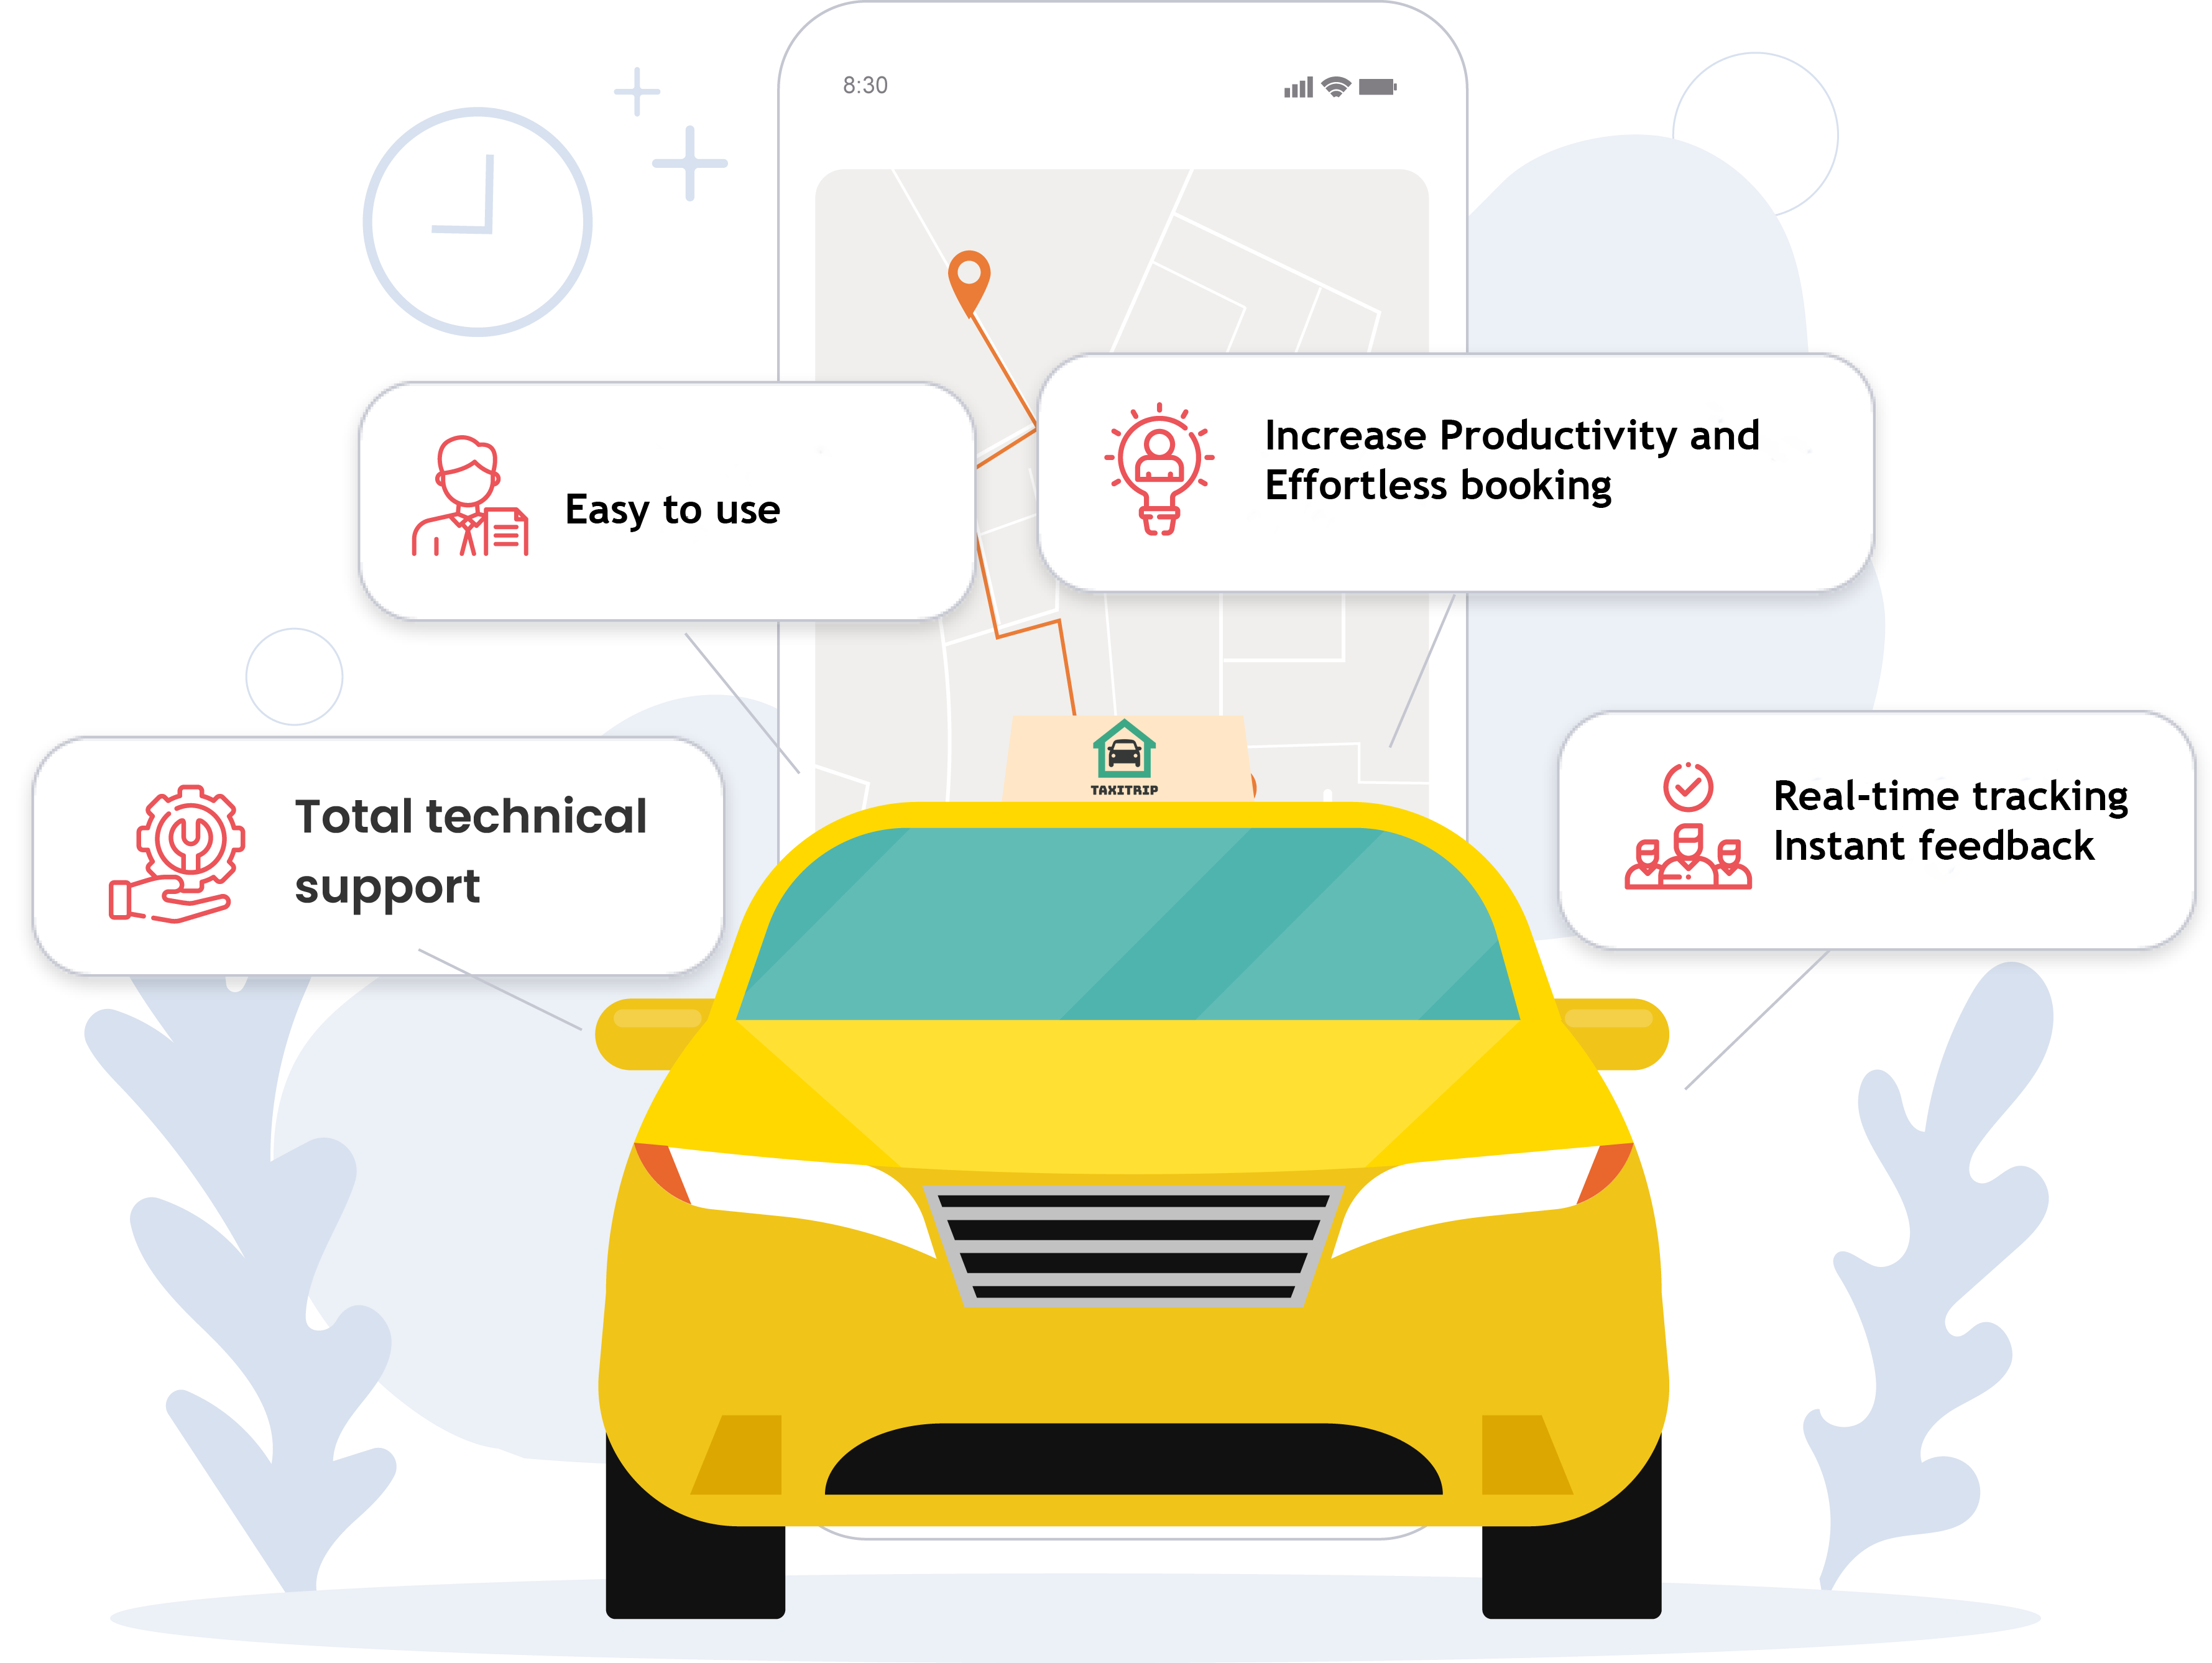 8:30
Easy to use
Increase Productivity and
Effortless booking
TAXITRIP
Total technical
support
Real-time tracking
Instant feedback